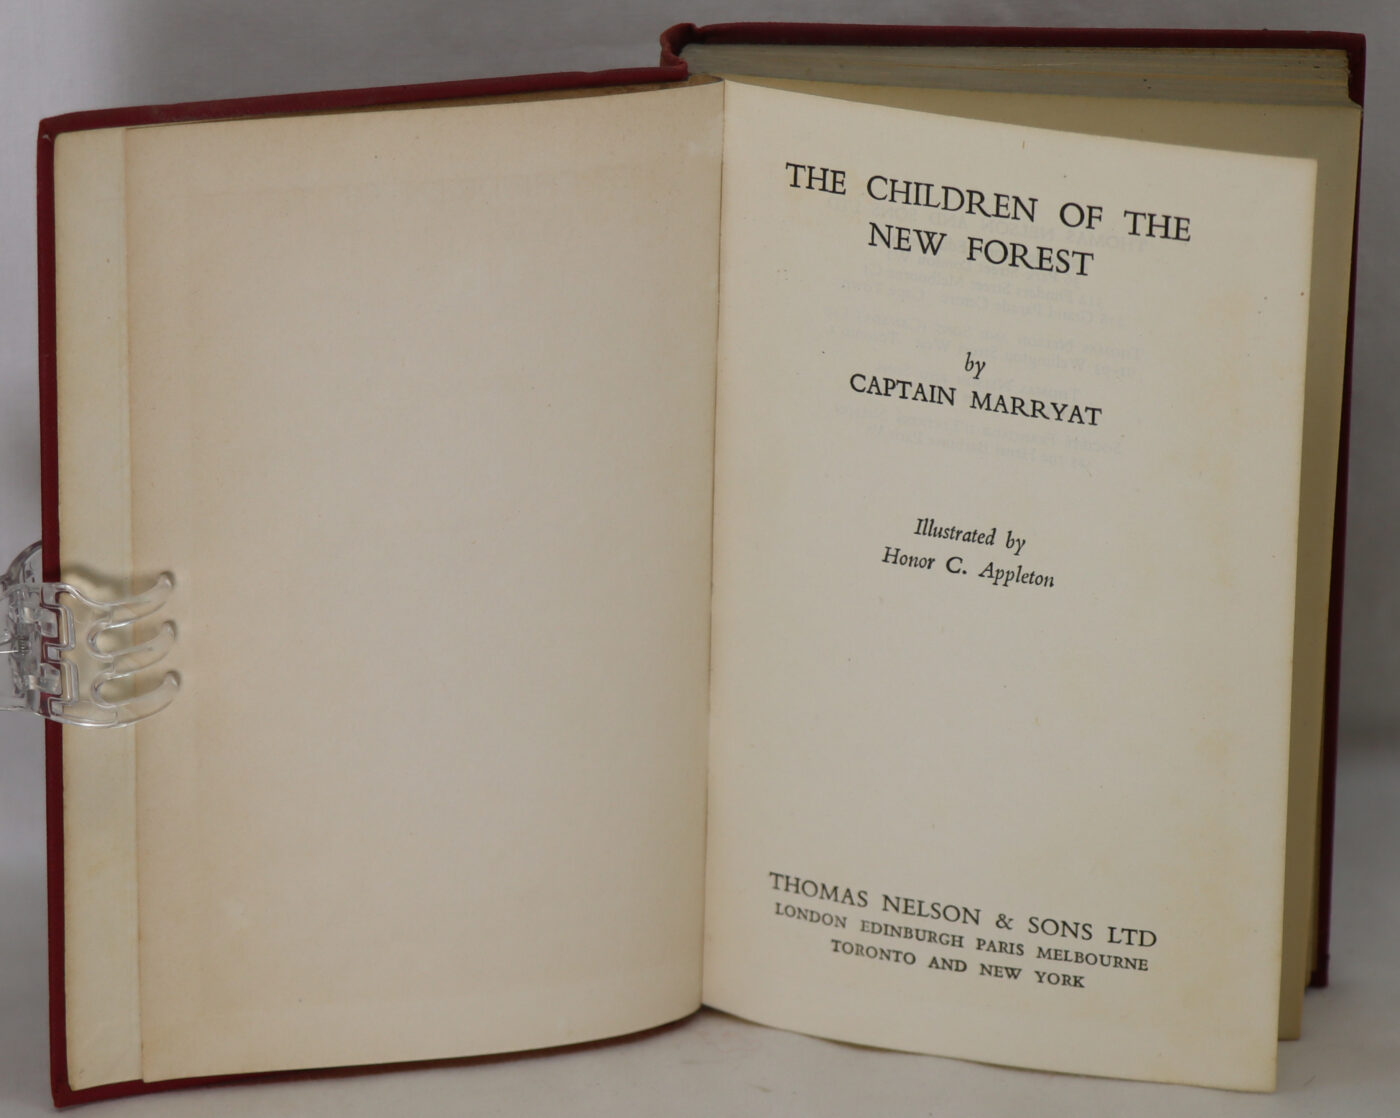 THE CHILDREN OF THE
NEW FOREST
by
CAPTAIN MARRYAT
Illustrated by
Honor C. Appleton
THOMAS NELSON & SONS LTD
LONDON EDINBURGH PARIS MELBOURNE
TORONTO AND NEW YORK